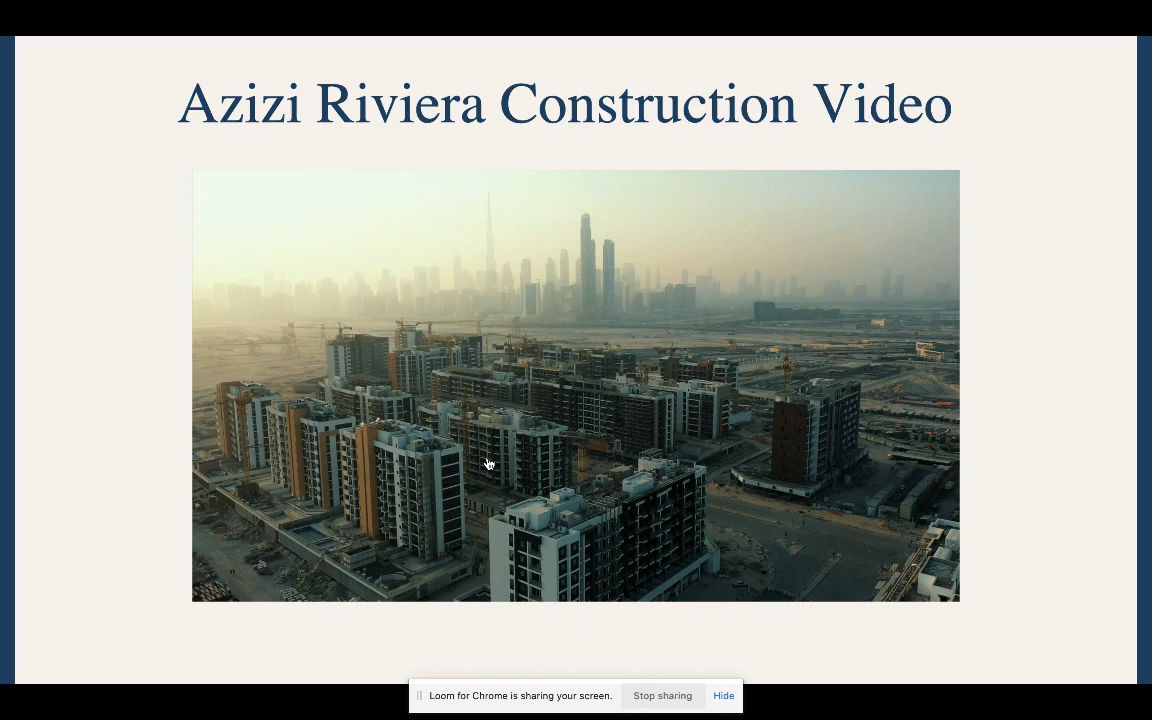 Azizi Riviera Construction Video
Loom for Chrome is sharing your screen.
Stop sharing
Hide